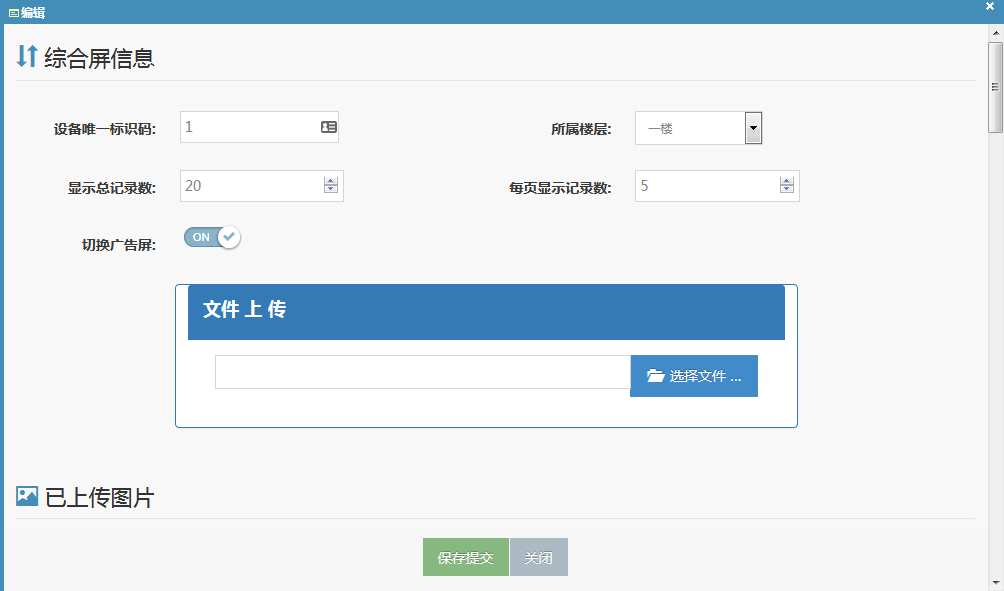 编辑
综合屏信息
设备唯一标识码: 1
所属楼层: 一楼
显示总记录数: 20
每页显示记录数: 5
切换广告屏: ON
文件 上 传
选择文件 ...
已上传图片
保存提交 关闭